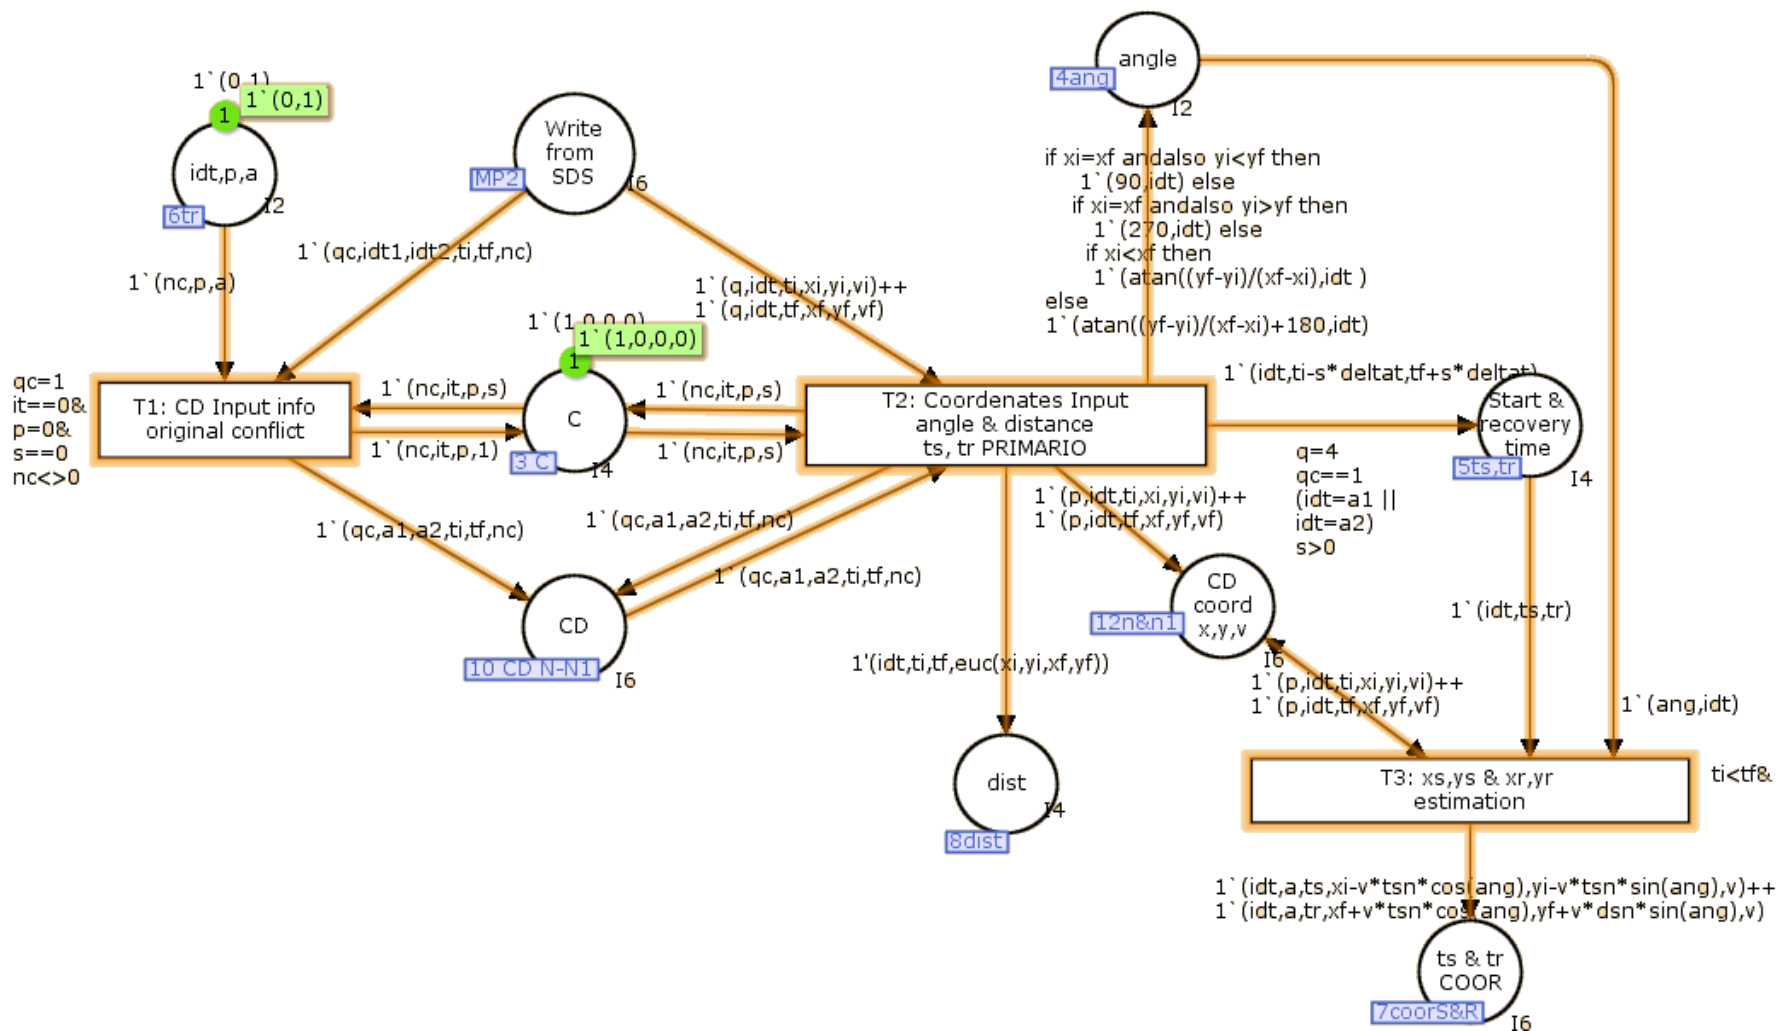 angle
4ang
I2
1`(0,1)
1`(0,1)
1
idt,p,a
6tr
I2
Write
from
SDS
MP2
I6
if xi=xf andalso yi<yf then
1`(90,idt) else
if xi=xf andalso yi>yf then
1`(270,idt) else
if xi<xf then
1`(atan((yf-yi)/(xf-xi),idt )
else
1`(atan((yf-yi)/(xf-xi)+180,idt)
1`(nc,p,a)
1`(qc,idt1,idt2,ti,tf,nc)
1`(q,idt,ti,xi,yi,vi)++
1`(q,idt,tf,xf,yf,vf)
1`(1,0,0,0)
1`(1,0,0,0)
1
C
3 C
I4
qc=1
it==0&
p=0&
s==0
nc<>0
T1: CD Input info
original conflict
1`(nc,it,p,s)
1`(nc,it,p,1)
1`(nc,it,p,s)
1`(nc,it,p,s)
T2: Coordenates Input
angle & distance
ts, tr PRIMARIO
1`(idt,ti-s*deltat,tf+s*deltat)
Start &
recovery
time
5ts,tr
I4
q=4
qc==1
(idt=a1 ||
idt=a2)
s>0
1`(qc,a1,a2,ti,tf,nc)
1`(qc,a1,a2,ti,tf,nc)
1`(qc,a1,a2,ti,tf,nc)
1`(p,idt,ti,xi,yi,vi)++
1`(p,idt,tf,xf,yf,vf)
CD
10 CD N-N1
I6
CD
coord
x,y,v
12n&n1
I6
1`(idt,ts,tr)
1'(idt,ti,tf,euc(xi,yi,xf,yf))
1`(p,idt,ti,xi,yi,vi)++
1`(p,idt,tf,xf,yf,vf)
1`(ang,idt)
dist
I4
8dist
T3: xs,ys & xr,yr
estimation
ti<tf&
1`(idt,a,ts,xi-v*tsn*cos(ang),yi-v*tsn*sin(ang),v)++
1`(idt,a,tr,xf+v*tsn*cos(ang),yf+v*dsn*sin(ang),v)
ts & tr
COOR
7coorS&R
I6